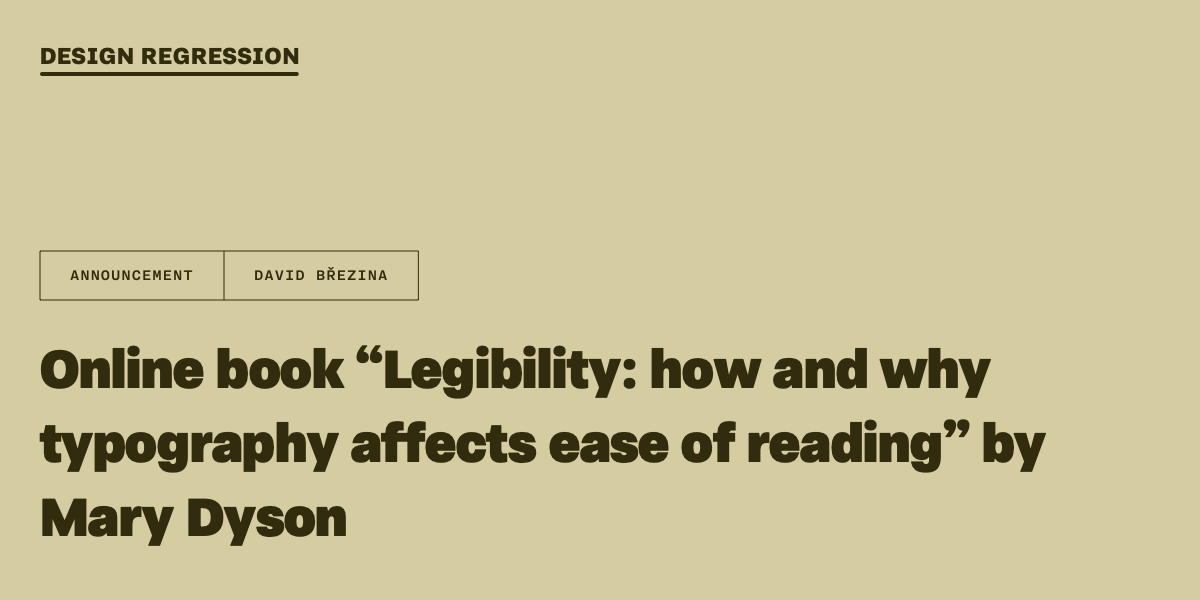 DESIGN REGRESSION
ANNOUNCEMENT
DAVID BŘEZINA
Online book “Legibility: how and why
typography affects ease of reading” by
Mary Dyson